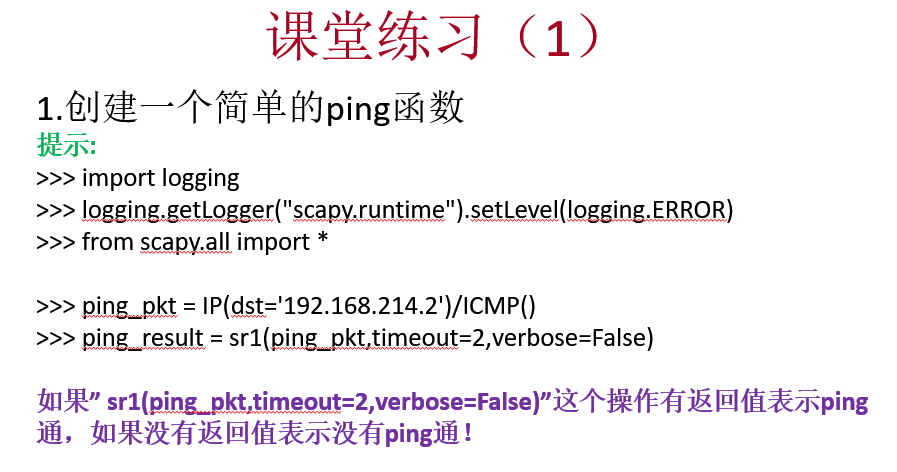 课堂练习（1）
1.创建一个简单的ping函数
提示:
>>> import logging
>>> logging.getLogger("scapy.runtime").setLevel(logging.ERROR)
>>> from scapy.all import *
>>> ping_pkt = IP(dst='192.168.214.2')/ICMP()
>>> ping_result = sr1(ping_pkt,timeout=2,verbose=False)
如果” sr1(ping_pkt,timeout=2,verbose=False)”这个操作有返回值表示ping
通，如果没有返回值表示没有ping通！